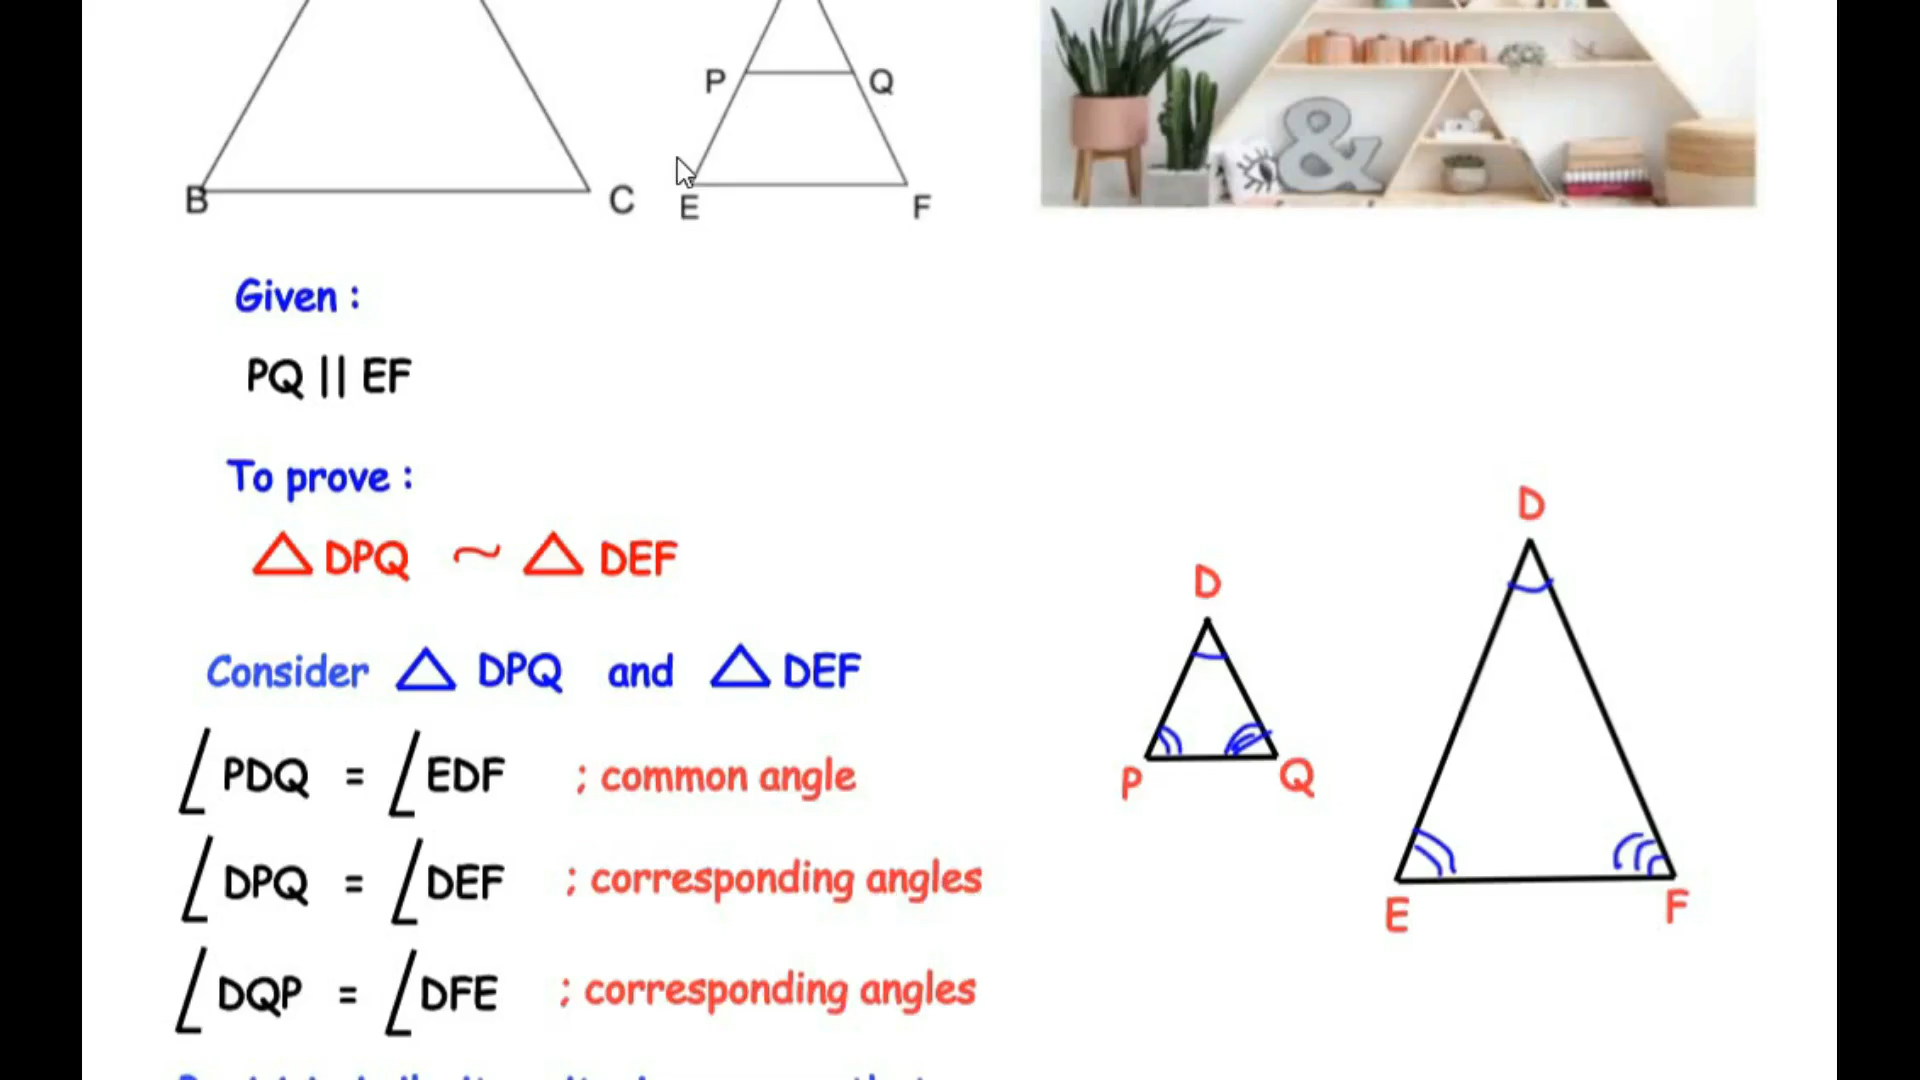 P Q
B C E F
&
Given :
PQ || EF
To prove :
△ DPQ ~ △ DEF
Consider △ DPQ and △ DEF
∠PDQ = ∠EDF ; common angle
∠DPQ = ∠DEF ; corresponding angles
∠DQP = ∠DFE ; corresponding angles
D
P Q
D
E F